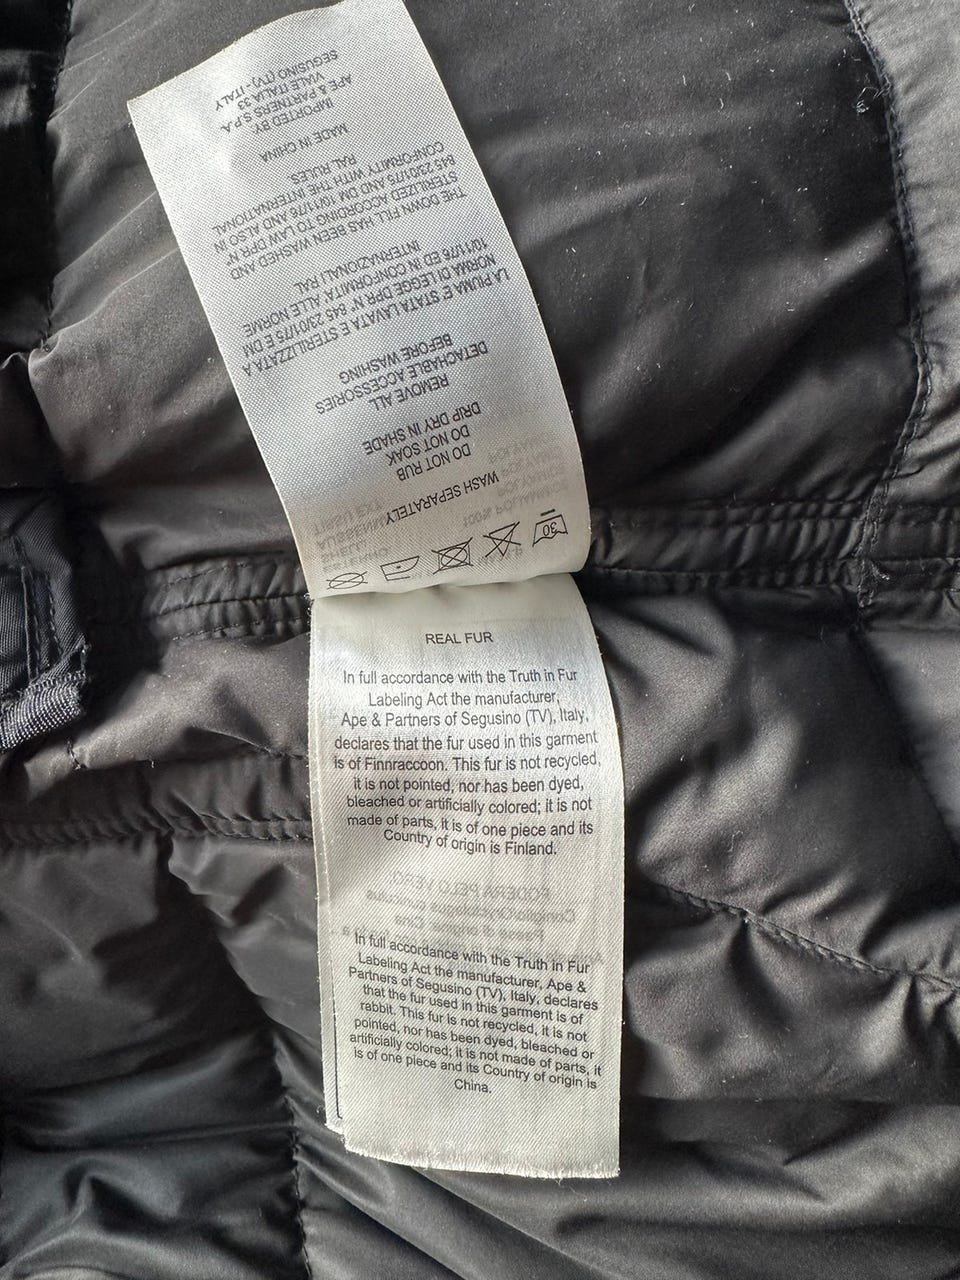 30
WASH SEPARATELY
DO NOT RUB
DO NOT SOAK
DRIP DRY IN SHADE
REMOVE ALL
DETACHABLE ACCESSORIES
BEFORE WASHING
LA PIUMA E' STATA LAVATA E STERILIZZATA A
NORMA DI LEGGE DPR. N° 845 23/01/75 E DM
10/11/76 ED IN CONFORMITA ALLE NORME
INTERNAZIONALI RAL
THE DOWN FILL HAS BEEN WASHED AND
STERILIZED ACCORDING TO LAW DPR. N°
845 23/01/75 AND DM 10/11/76 AND ALSO IN
CONFORMITY WITH THE INTERNATIONAL
RAL RULES.
MADE IN CHINA
IMPORTED BY
APE & PARTNERS S.P.A.
VIALE ITALIA 33
SEGUSINO (TV) - ITALY
REAL FUR
In full accordance with the Truth in Fur
Labeling Act the manufacturer,
Ape & Partners of Segusino (TV), Italy,
declares that the fur used in this garment
is of Finnraccoon. This fur is not recycled,
it is not pointed, nor has been dyed,
bleached or artificially colored; it is not
made of parts, it is of one piece and its
Country of origin is Finland.
In full accordance with the Truth in Fur
Labeling Act the manufacturer, Ape &
Partners of Segusino (TV), Italy, declares
that the fur used in this garment is of
rabbit. This fur is not recycled, it is not
pointed, nor has been dyed, bleached or
artificially colored; it is not made of parts, it
is of one piece and its Country of origin is
China.